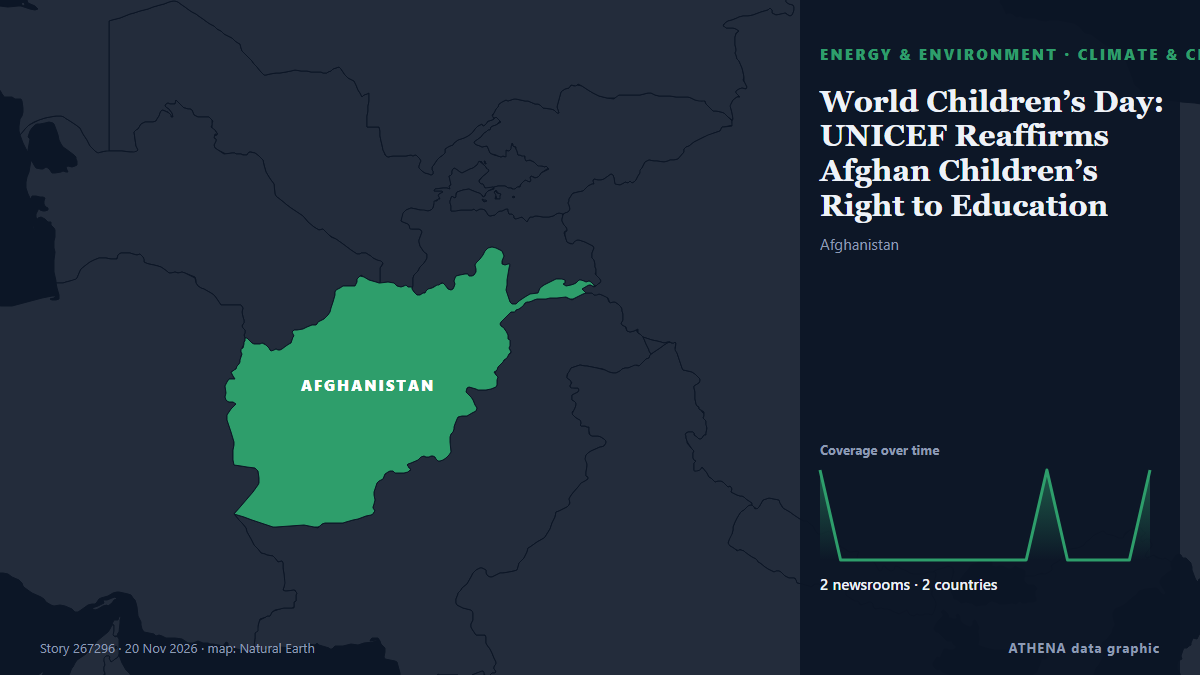 ENERGY & ENVIRONMENT · CLIMATE &
World Children’s Day:
UNICEF Reaffirms
Afghan Children’s
Right to Education
Afghanistan
AFGHANISTAN
Coverage over time
2 newsrooms · 2 countries
Story 267296 · 20 Nov 2026 · map: Natural Earth
ATHENA data graphic